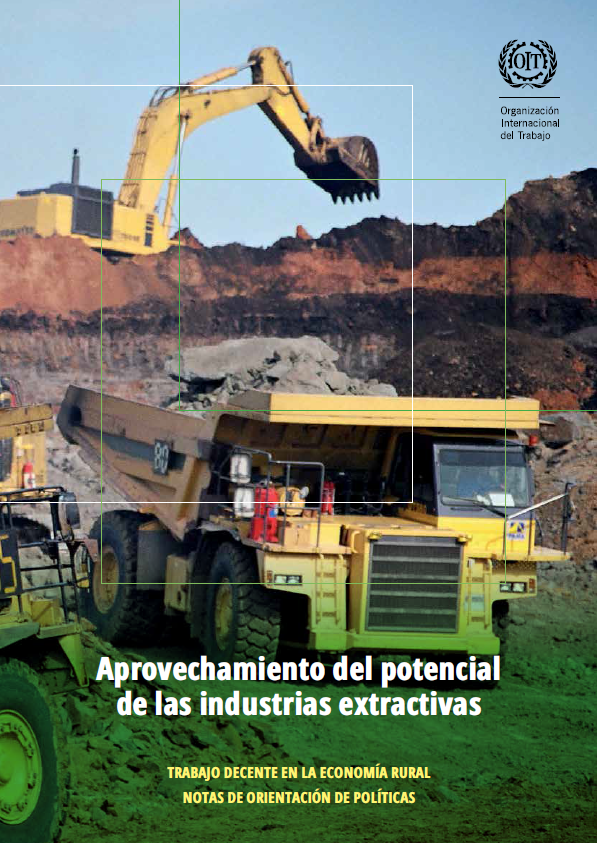 OIT
Organización
Internacional
del Trabajo
80
Aprovechamiento del potencial
de las industrias extractivas
TRABAJO DECENTE EN LA ECONOMÍA RURAL
NOTAS DE ORIENTACIÓN DE POLÍTICAS